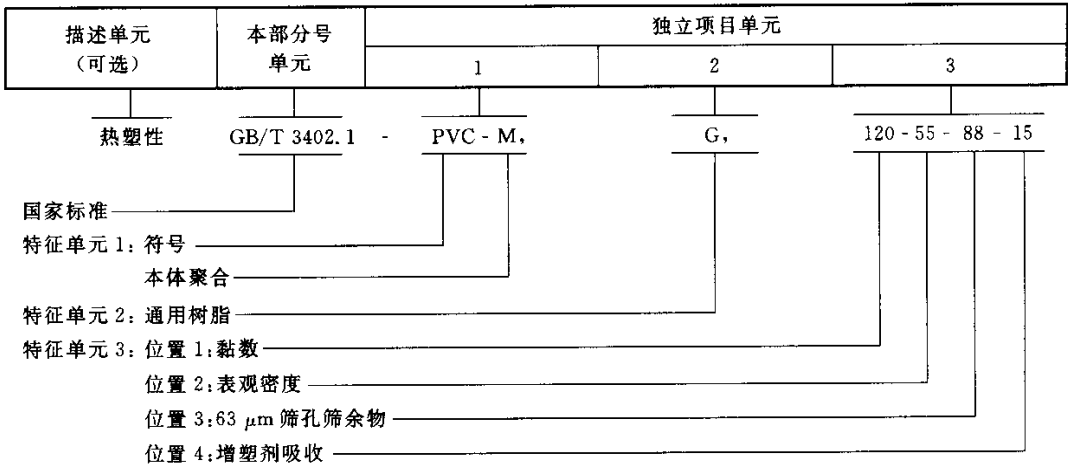 描述单元
（可选）
本部分号
单元
独立项目单元
1
2
3
热塑性 GB/T 3402.1 - PVC - M, G, 120 - 55 - 88 - 15
国家标准
特征单元 1: 符号
本体聚合
特征单元 2: 通用树脂
特征单元 3: 位置 1:黏数
位置 2:表观密度
位置 3:63 μm 筛孔筛余物
位置 4:增塑剂吸收